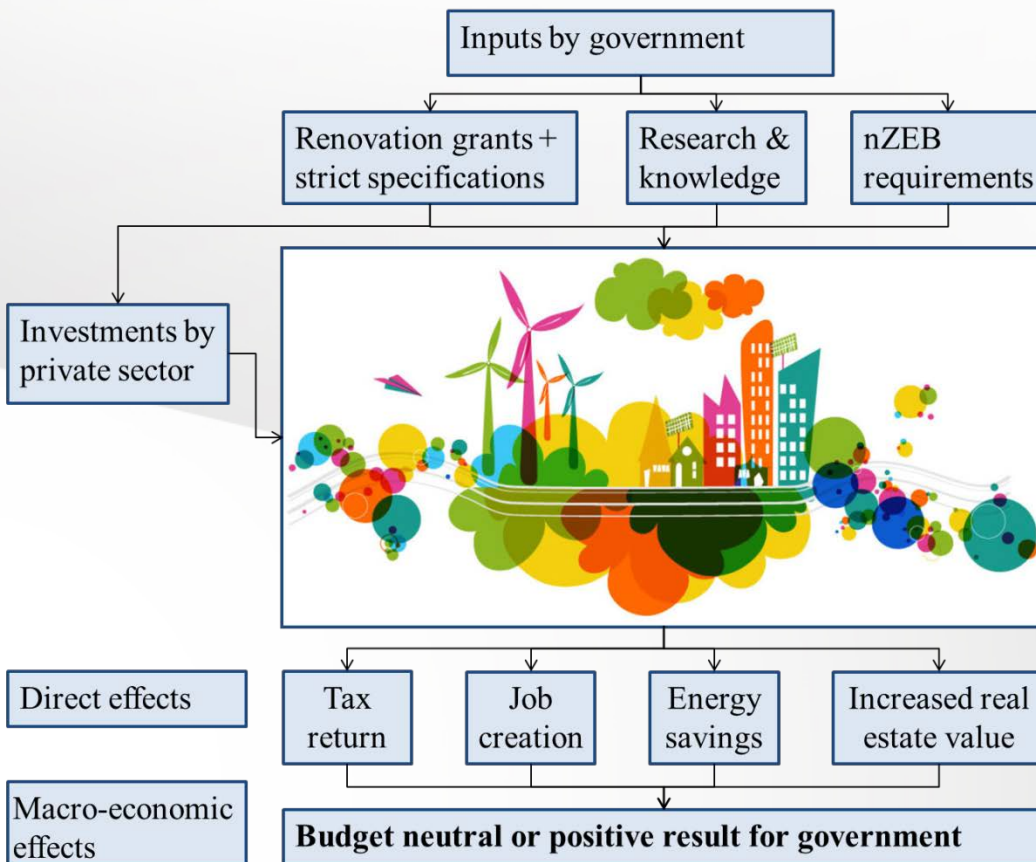 Inputs by government
Renovation grants +
strict specifications
Research &
knowledge
nZEB
requirements
Investments by
private sector
Direct effects
Tax
return
Job
creation
Energy
savings
Increased real
estate value
Macro-economic
effects
Budget neutral or positive result for government